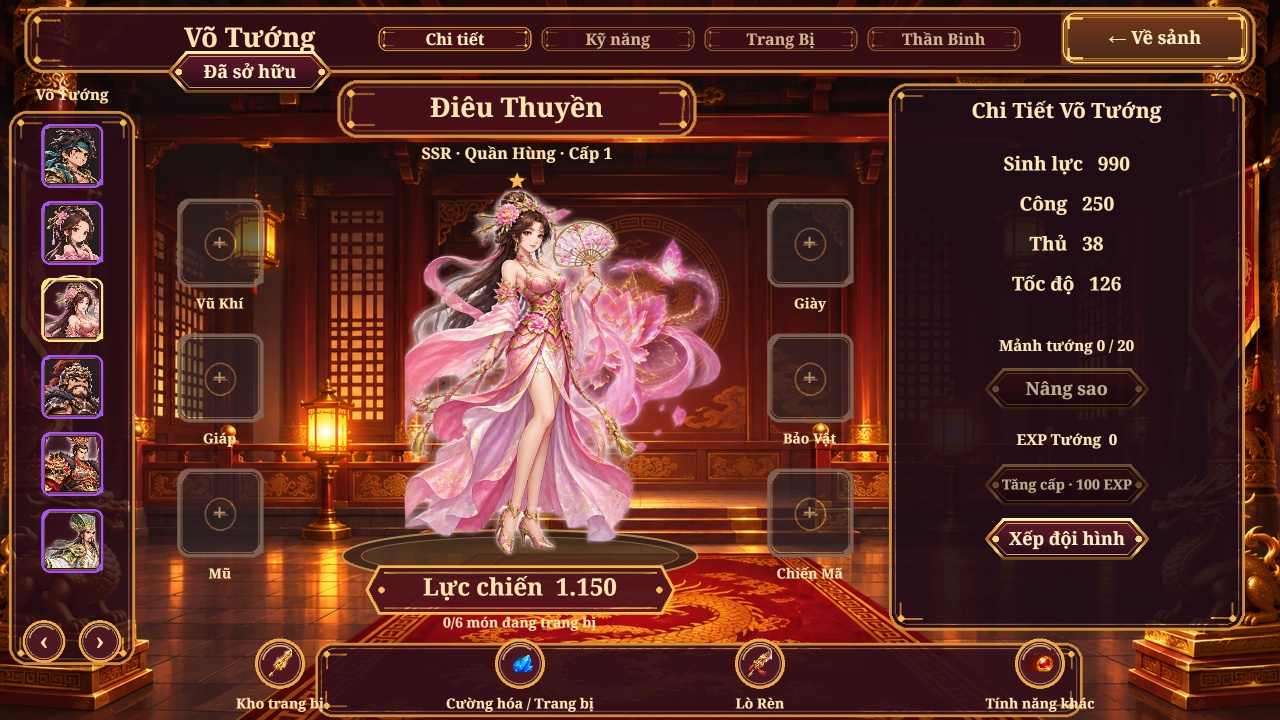 Võ Tướng
Chi tiết
Kỹ năng
Trang Bị
Thần Binh
← Về sảnh
Đã sở hữu
Võ Tướng
Điêu Thuyền
SSR · Quần Hùng · Cấp 1
Chi Tiết Võ Tướng
Sinh lực 990
Công 250
Thủ 38
Tốc độ 126
Mảnh tướng 0 / 20
Nâng sao
EXP Tướng 0
Tăng cấp · 100 EXP
Xếp đội hình
Vũ Khí
Giáp
Mũ
Giày
Bảo Vật
Chiến Mã
Lực chiến 1.150
0/6 món đang trang bị
Kho trang bị
Cường hóa / Trang bị
Lò Rèn
Tính năng khác